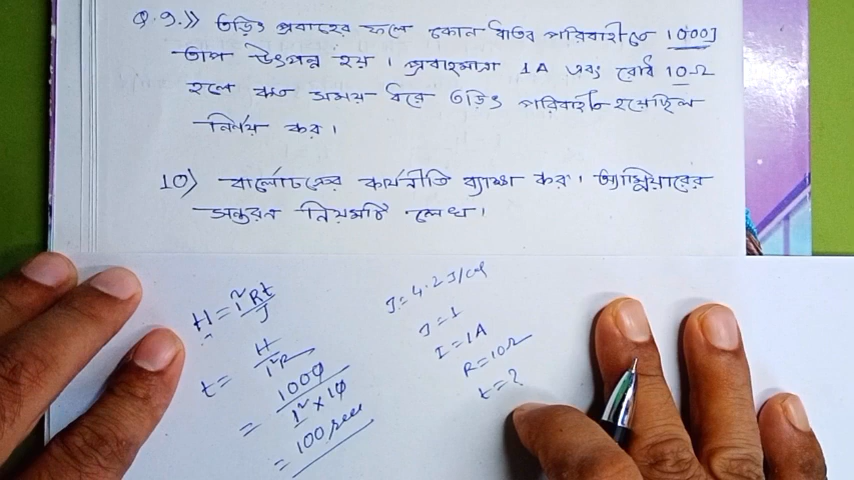 Q.9.》 তড়িৎ প্রবাহের ফলে কোন ধাতব পরিবাহীতে 1000J
তাপ উৎপন্ন হয়। প্রবাহমাত্রা 1A এবং রোধ 10Ω
হলে কত সময় ধরে তড়িৎ পরিবাহীত হয়েছিল
নির্ণয় কর।
10) বার্লোচক্রের কার্যনীতি ব্যাখ্যা কর। অ্যাম্পিয়ারের
সন্তরন নিয়মটি লেখ।
H = I²Rt/J
t = H/I²R
= 1000/1²×10
= 100 sec
J = 4.2 J/cal
J = 1
I = 1A
R = 10Ω
t = ?